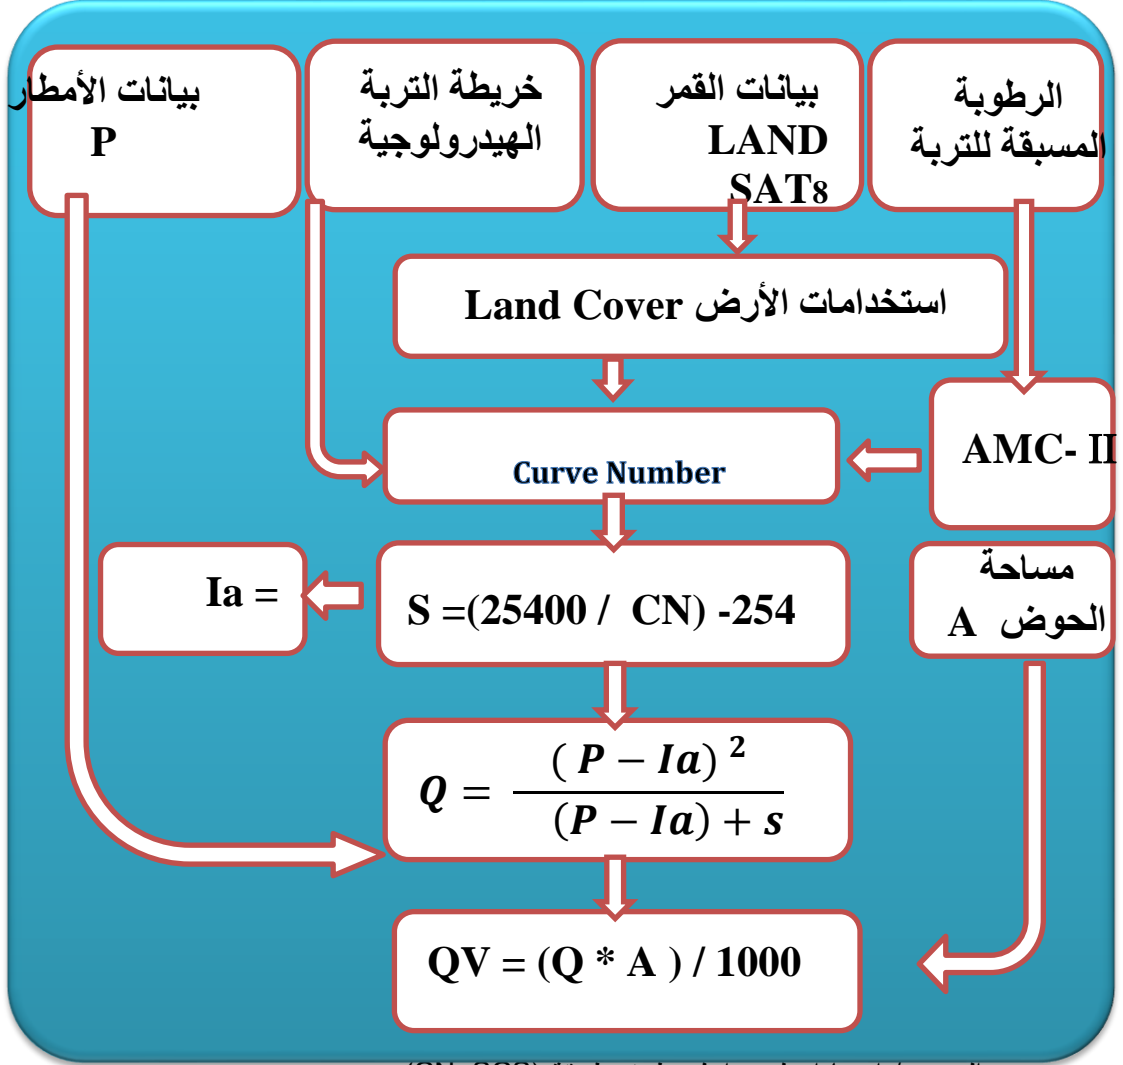 الرطوبة
المسبقة للتربة
بيانات القمر
LAND
SAT8
خريطة التربة
الهيدرولوجية
بيانات الأمطار
P
استخدامات الأرض Land Cover
AMC- II
Curve Number
S =(25400 / CN) -254
Ia =
مساحة
الحوض A
Q = (P − Ia)² / (P − Ia) + s
QV = (Q * A ) / 1000